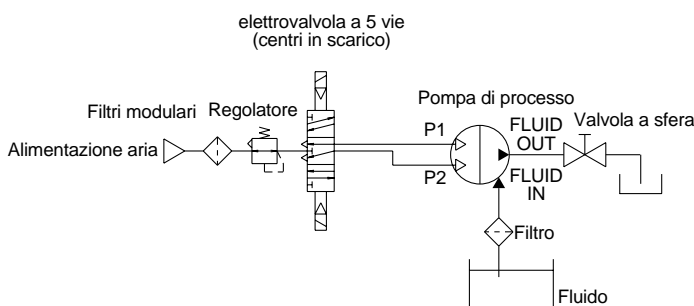 elettrovalvola a 5 vie
(centri in scarico)
Filtri modulari
Regolatore
Pompa di processo
Valvola a sfera
Alimentazione aria
P1
P2
FLUID
OUT
FLUID
IN
Filtro
Fluido